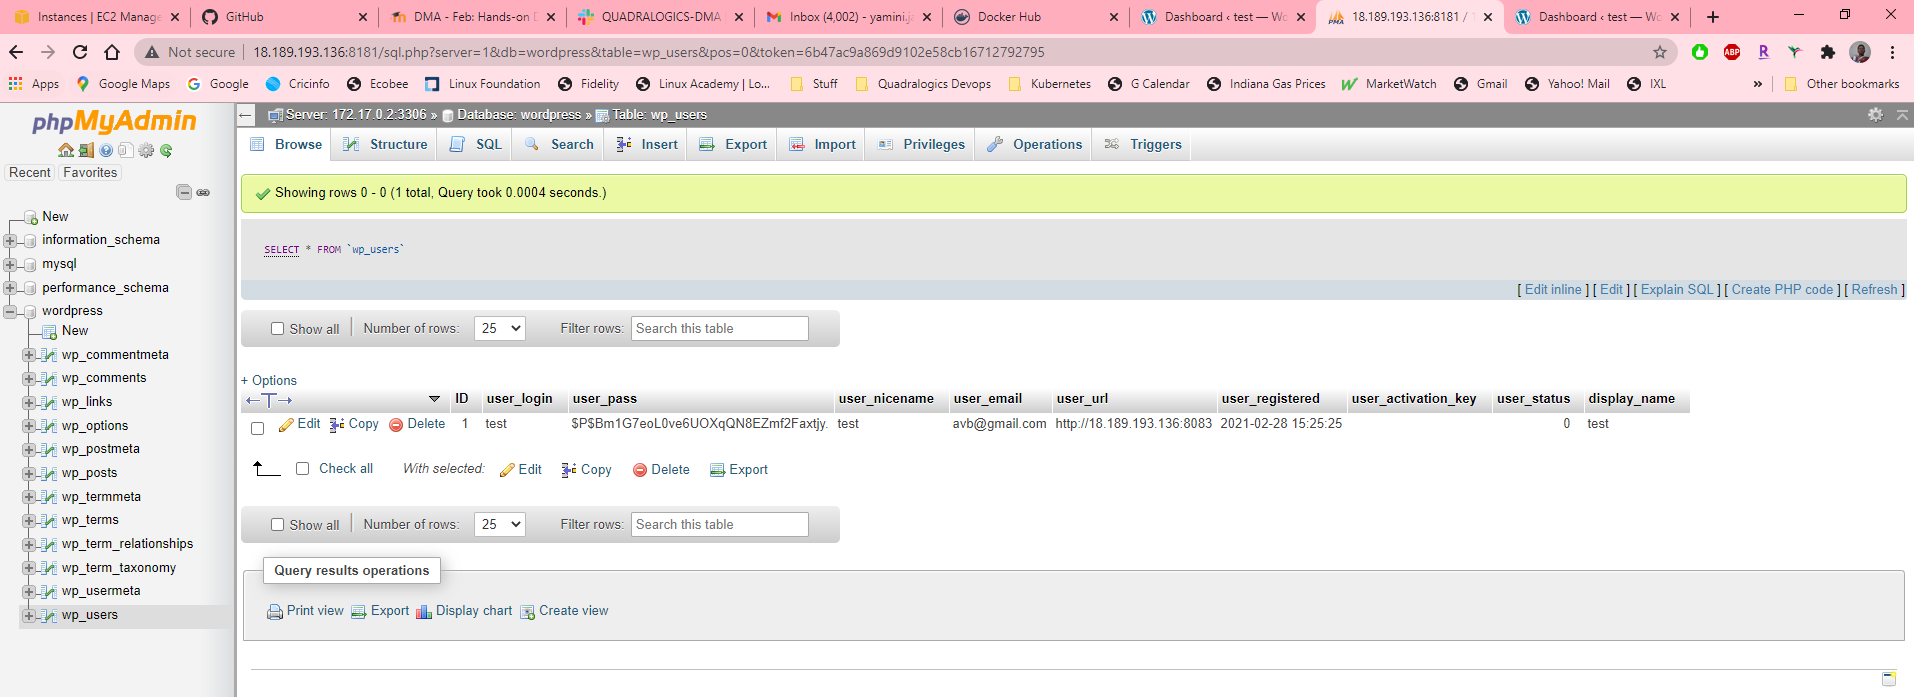 Instances | EC2 Manage
GitHub
DMA - Feb: Hands-on D
QUADRALOGICS-DMA
Inbox (4,002) - yamini.ja
Docker Hub
Dashboard ‹ test — Wo
18.189.193.136:8181 / 1
Dashboard ‹ test — Wo
Not secure
18.189.193.136:8181/sql.php?server=1&db=wordpress&table=wp_users&pos=0&token=6b47ac9a869d9102e58cb16712792795
Apps Google Maps Google Cricinfo Ecobee Linux Foundation Fidelity Linux Academy | Lo... Stuff Quadralogics Devops Kubernetes G Calendar Indiana Gas Prices MarketWatch Gmail Yahoo! Mail IXL » Other bookmarks
phpMyAdmin
Recent Favorites
New
information_schema
mysql
performance_schema
wordpress
New
wp_commentmeta
wp_comments
wp_links
wp_options
wp_postmeta
wp_posts
wp_termmeta
wp_terms
wp_term_relationships
wp_term_taxonomy
wp_usermeta
wp_users
Server: 172.17.0.2:3306 » Database: wordpress » Table: wp_users
Browse Structure SQL Search Insert Export Import Privileges Operations Triggers
Showing rows 0 - 0 (1 total, Query took 0.0004 seconds.)
SELECT * FROM `wp_users`
[ Edit inline ] [ Edit ] [ Explain SQL ] [ Create PHP code ] [ Refresh ]
Show all | Number of rows: 25 Filter rows: Search this table
+ Options
←T→ ID user_login user_pass user_nicename user_email user_url user_registered user_activation_key user_status display_name
Edit Copy Delete 1 test $P$Bm1G7eoL0ve6UOXqQN8EZmf2Faxtjy. test avb@gmail.com http://18.189.193.136:8083 2021-02-28 15:25:25 0 test
Check all With selected: Edit Copy Delete Export
Show all | Number of rows: 25 Filter rows: Search this table
Query results operations
Print view Export Display chart Create view